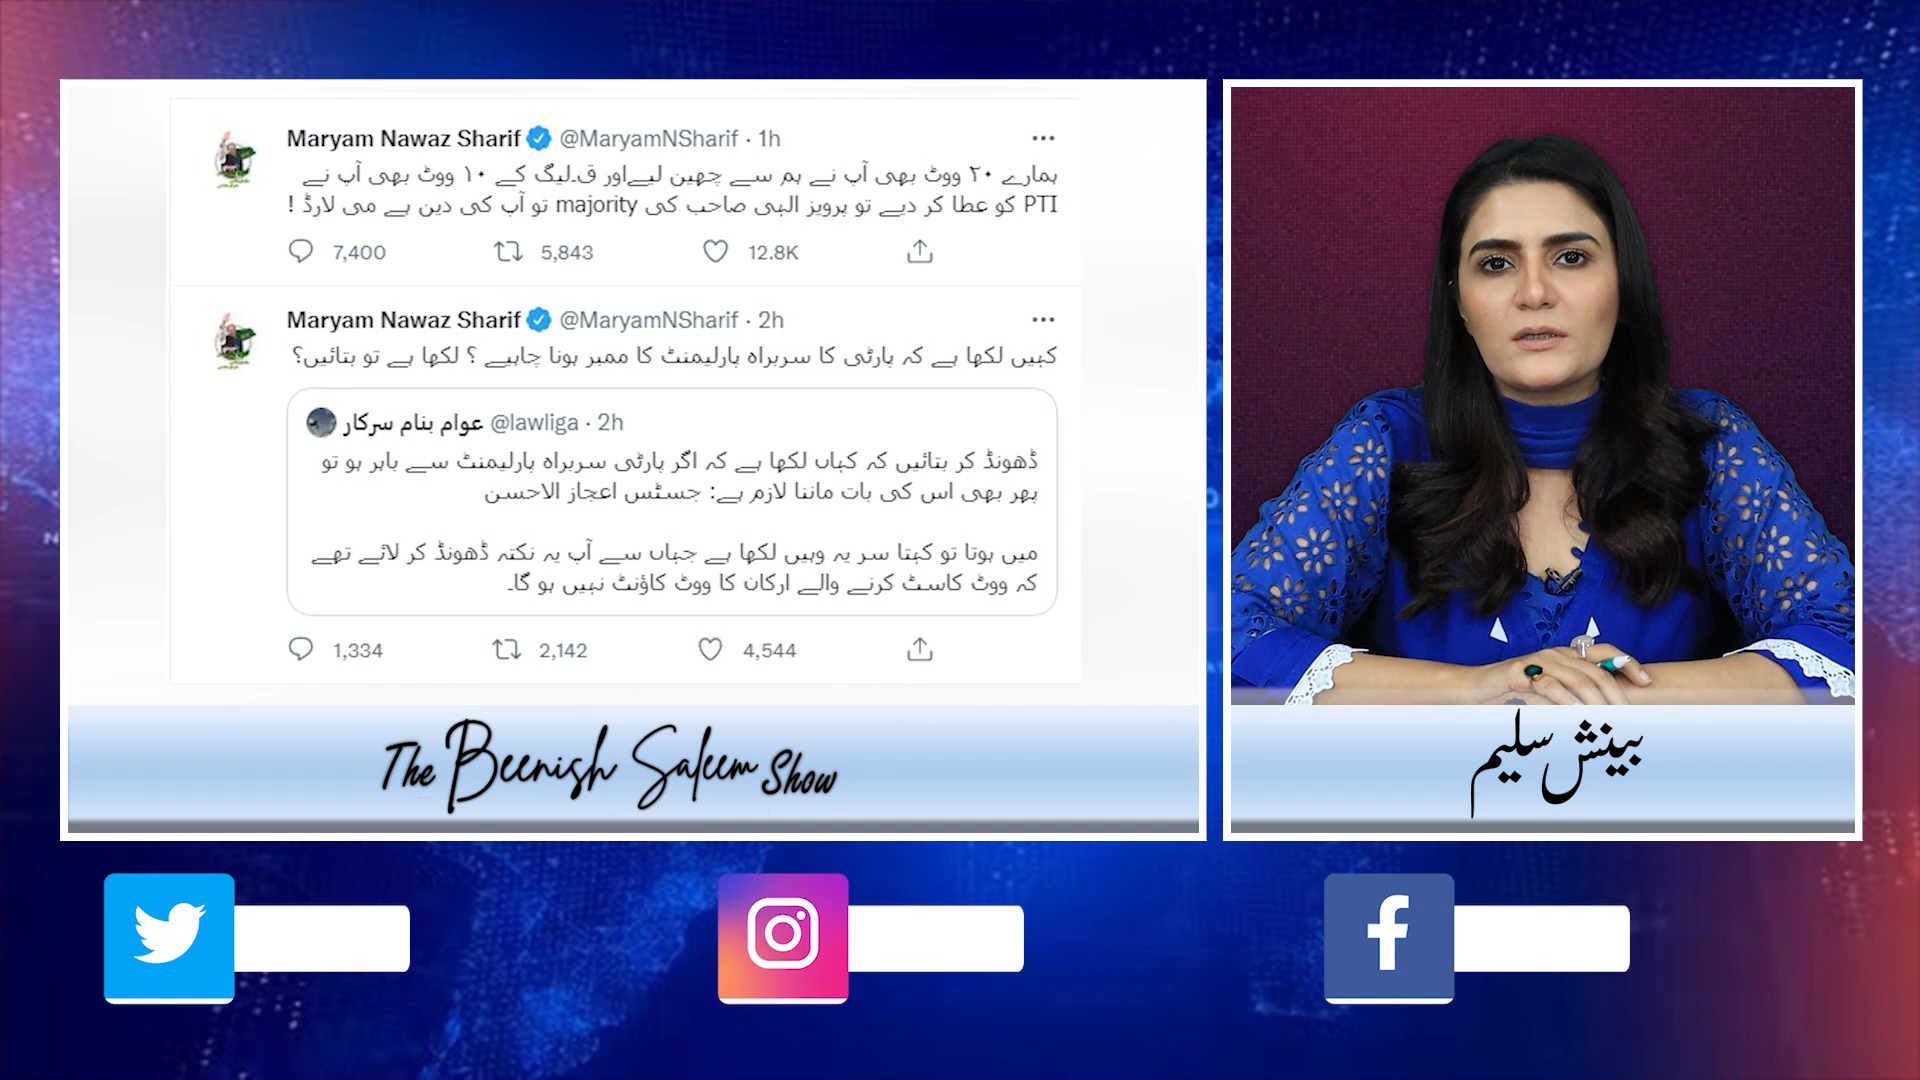 Maryam Nawaz Sharif @MaryamNSharif · 1h
ہمارے ۲۰ ووٹ بھی آپ نے ہم سے چھین لیےاور ق۔لیگ کے ۱۰ ووٹ بھی آپ نے
PTI کو عطا کر دیے تو پرویز الہی صاحب کی majority تو آپ کی دین ہے می لارڈ !
7,400 5,843 12.8K
Maryam Nawaz Sharif @MaryamNSharif · 2h
کہیں لکھا ہے کہ پارٹی کا سربراہ پارلیمنٹ کا ممبر ہونا چاہیے ؟ لکھا ہے تو بتائیں؟
عوام بنام سرکار @lawliga · 2h
ڈھونڈ کر بتائیں کہ کہاں لکھا ہے کہ اگر پارٹی سربراہ پارلیمنٹ سے باہر ہو تو
پھر بھی اس کی بات ماننا لازم ہے: جسٹس اعجاز الاحسن
میں ہوتا تو کہتا سر یہ وہیں لکھا ہے جہاں سے آپ یہ نکتہ ڈھونڈ کر لائے تھے
کہ ووٹ کاسٹ کرنے والے ارکان کا ووٹ کاؤنٹ نہیں ہو گا۔
1,334 2,142 4,544
The Beenish Saleem Show
بینش سلیم